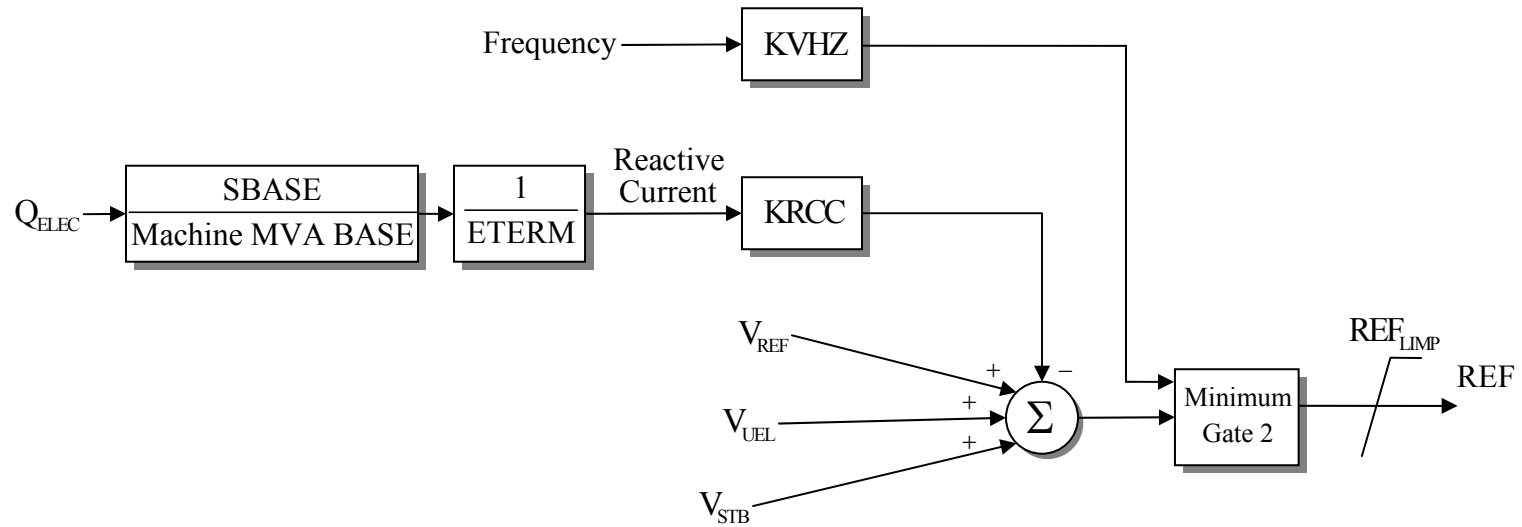 Frequency
KVHZ
Q_ELEC
SBASE
Machine MVA BASE
1
ETERM
Reactive
Current
KRCC
V_REF
V_UEL
V_STB
+
+
+
−
Σ
Minimum
Gate 2
REF_LIMP
REF